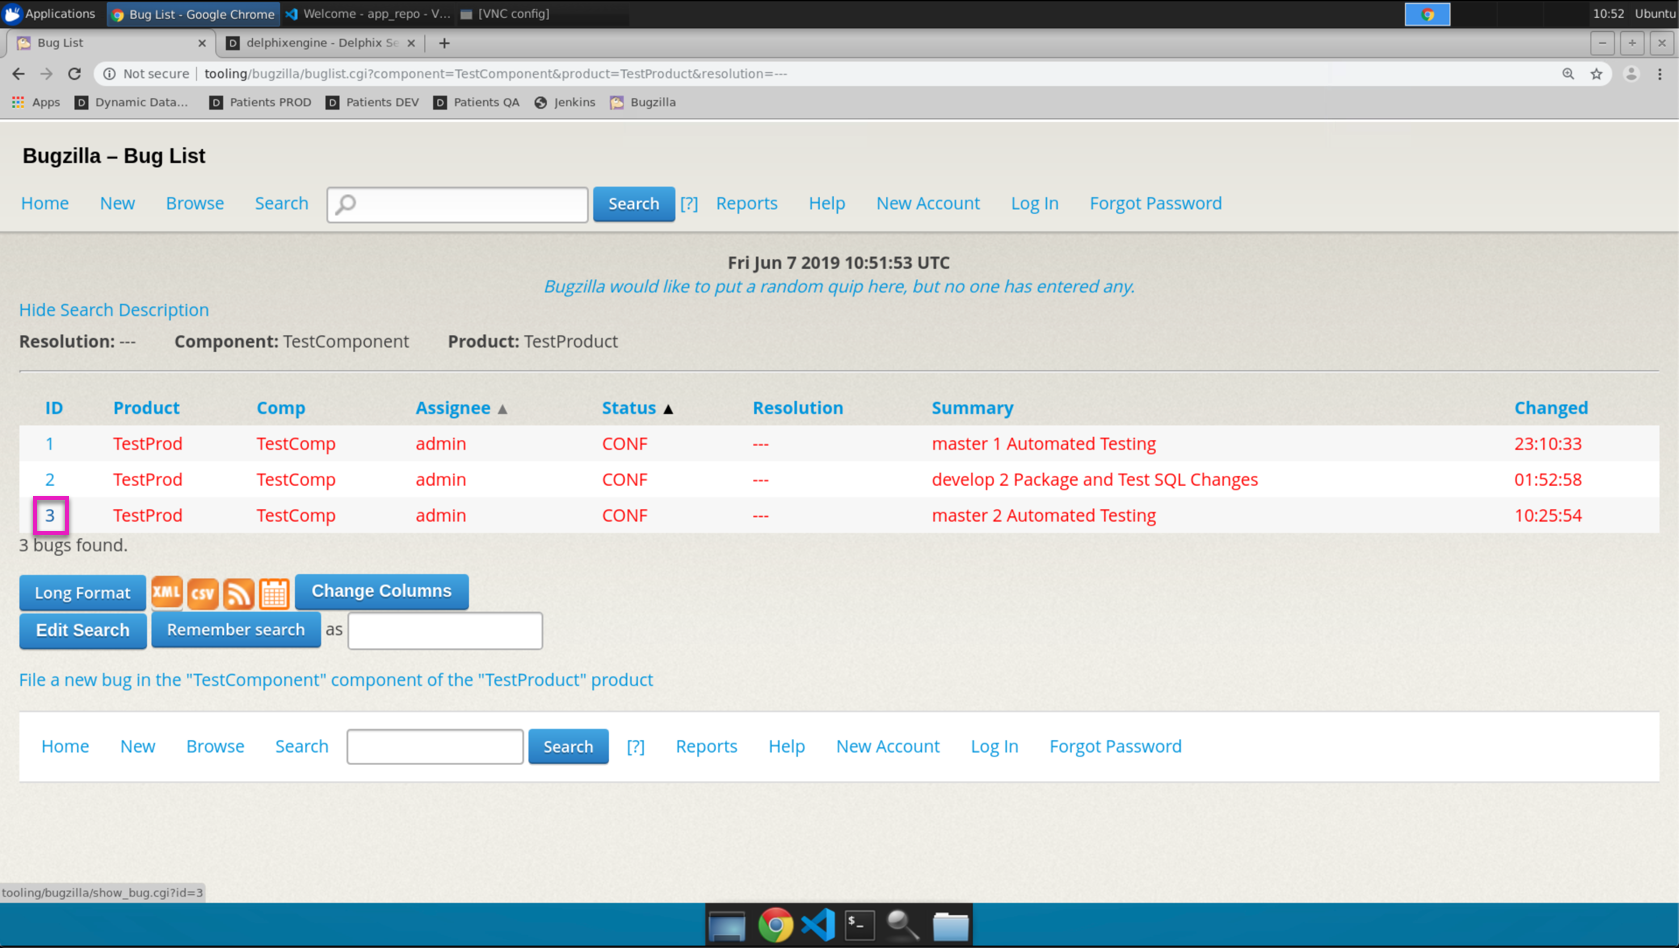 Applications Bug List - Google Chrome Welcome - app_repo - V... [VNC config] 10:52 Ubuntu
Bug List delphixengine - Delphix Se
Not secure tooling/bugzilla/buglist.cgi?component=TestComponent&product=TestProduct&resolution=---
Apps Dynamic Data... Patients PROD Patients DEV Patients QA Jenkins Bugzilla
Bugzilla – Bug List
Home New Browse Search Search [?] Reports Help New Account Log In Forgot Password
Fri Jun 7 2019 10:51:53 UTC
Bugzilla would like to put a random quip here, but no one has entered any.
Hide Search Description
Resolution: --- Component: TestComponent Product: TestProduct
ID Product Comp Assignee ▲ Status ▲ Resolution Summary Changed
1 TestProd TestComp admin CONF --- master 1 Automated Testing 23:10:33
2 TestProd TestComp admin CONF --- develop 2 Package and Test SQL Changes 01:52:58
3 TestProd TestComp admin CONF --- master 2 Automated Testing 10:25:54
3 bugs found.
Long Format XML CSV Change Columns
Edit Search Remember search as
File a new bug in the "TestComponent" component of the "TestProduct" product
Home New Browse Search Search [?] Reports Help New Account Log In Forgot Password
tooling/bugzilla/show_bug.cgi?id=3
$_